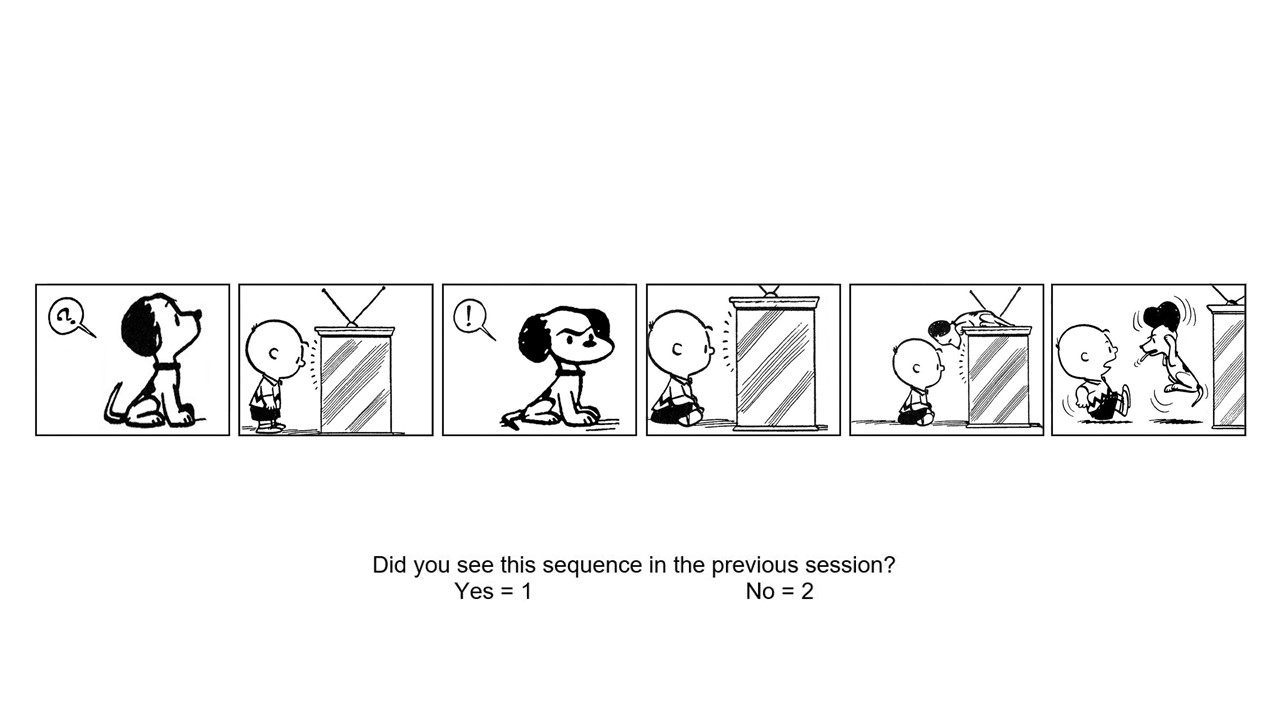 ?
!
Did you see this sequence in the previous session?
Yes = 1 No = 2